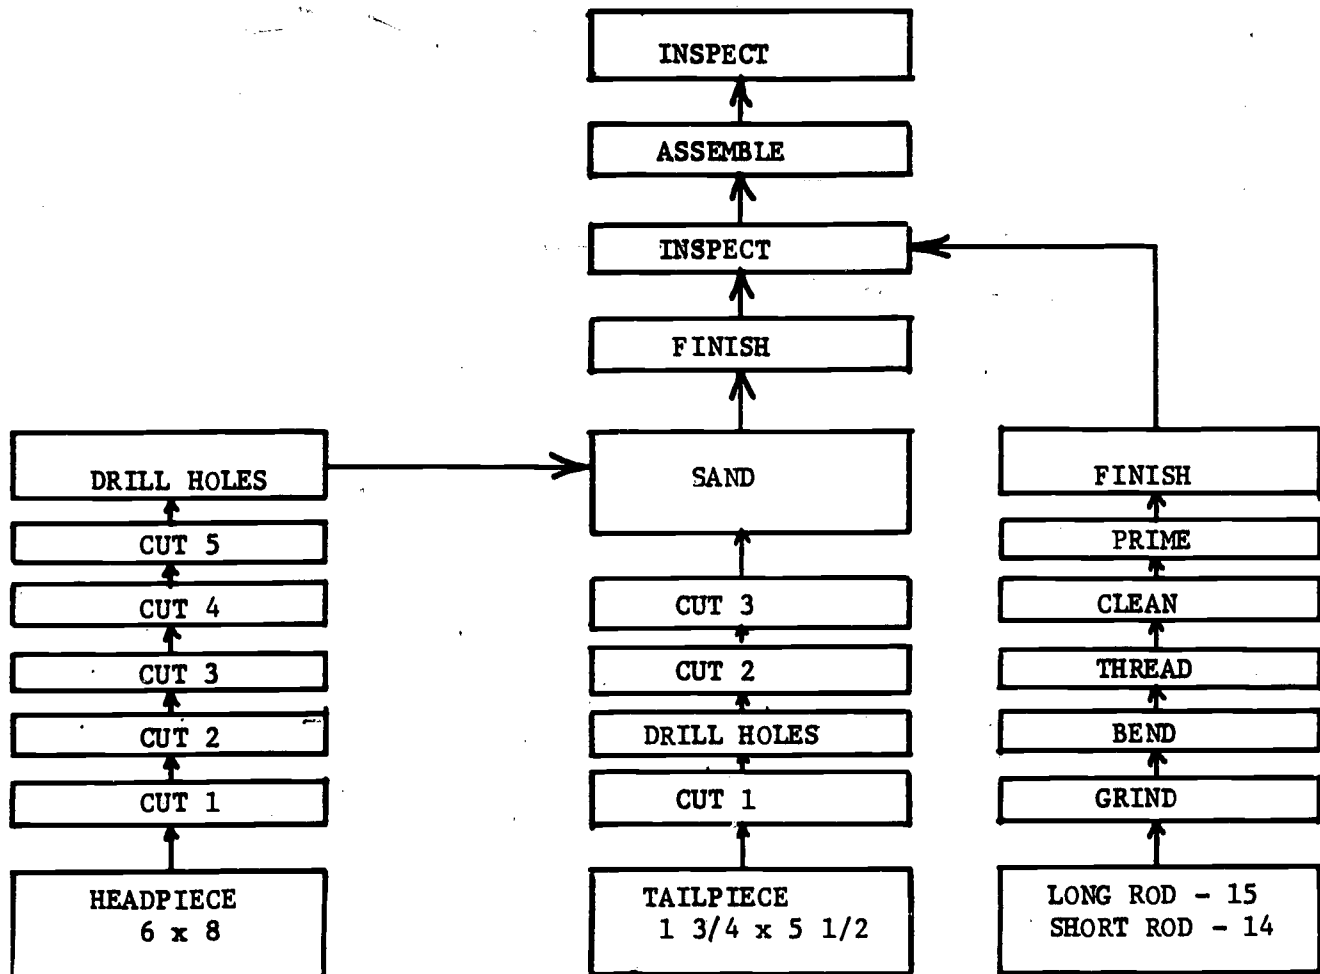 INSPECT
ASSEMBLE
INSPECT
FINISH
DRILL HOLES
CUT 5
CUT 4
CUT 3
CUT 2
CUT 1
HEADPIECE
6 x 8
SAND
CUT 3
CUT 2
DRILL HOLES
CUT 1
TAILPIECE
1 3/4 x 5 1/2
FINISH
PRIME
CLEAN
THREAD
BEND
GRIND
LONG ROD - 15
SHORT ROD - 14